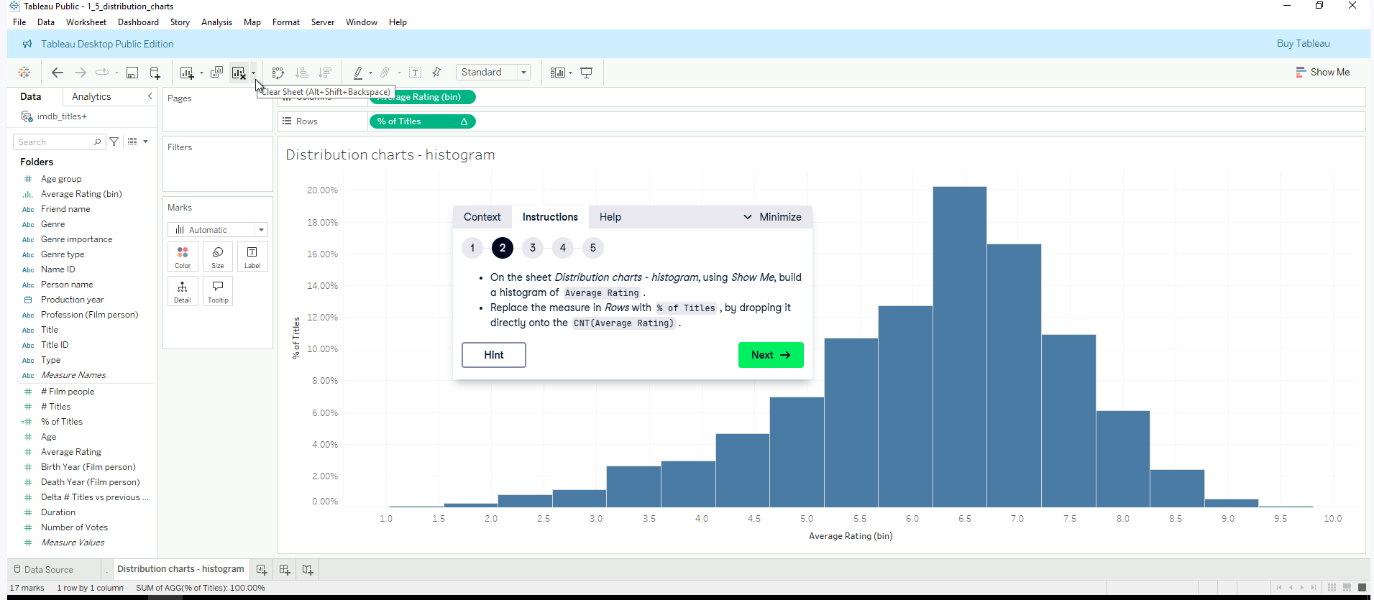 Tableau Public - 1_5_distribution_charts
File Data Worksheet Dashboard Story Analysis Map Format Server Window Help
Tableau Desktop Public Edition Buy Tableau
Standard Show Me
Clear Sheet (Alt+Shift+Backspace)
Data Analytics
imdb_titles+
Search
Folders
Age group
Average Rating (bin)
Abc Friend name
Abc Genre
Abc Genre importance
Abc Genre type
Abc Name ID
Abc Person name
Production year
Abc Profession (Film person)
Abc Title
Abc Title ID
Abc Type
Abc Measure Names
# Film people
# Titles
% of Titles
Age
Average Rating
Birth Year (Film person)
Death Year (Film person)
Delta # Titles vs previous ...
Duration
Number of Votes
Measure Values
Pages
Filters
Marks
Automatic
Color Size Label
Detail Tooltip
Average Rating (bin)
Rows % of Titles
Distribution charts - histogram
20.00%
18.00%
16.00%
14.00%
12.00%
10.00%
8.00%
6.00%
4.00%
2.00%
0.00%
% of Titles
1.0 1.5 2.0 2.5 3.0 3.5 4.0 4.5 5.0 5.5 6.0 6.5 7.0 7.5 8.0 8.5 9.0 9.5 10.0
Average Rating (bin)
Context Instructions Help Minimize
1 2 3 4 5
• On the sheet Distribution charts - histogram, using Show Me, build
a histogram of Average Rating .
• Replace the measure in Rows with % of Titles , by dropping it
directly onto the CNT(Average Rating) .
HInt Next →
Data Source Distribution charts - histogram
17 marks 1 row by 1 column SUM of AGG(% of Titles): 100.00%